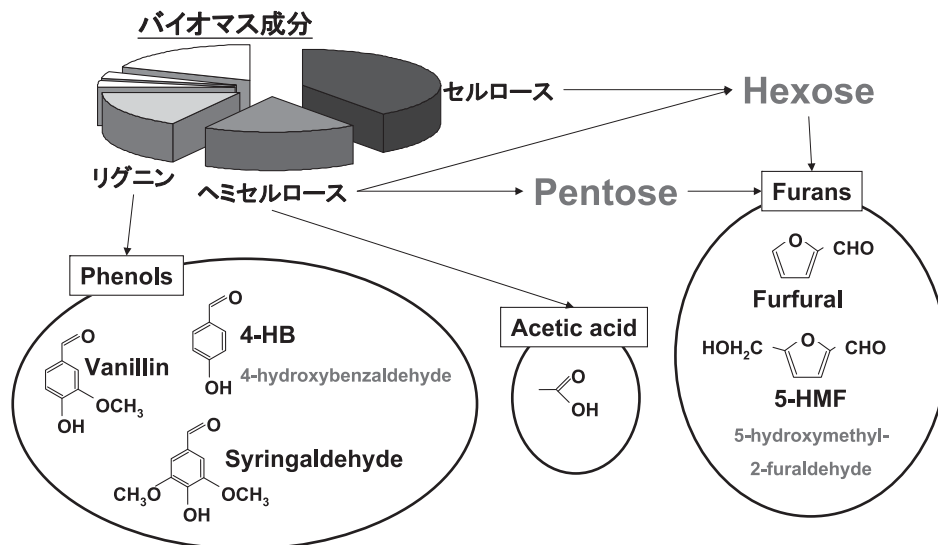 バイオマス成分
セルロース
Hexose
リグニン
ヘミセルロース
Pentose
Furans
Phenols
O
4-HB
4-hydroxybenzaldehyde
OH
O
Vanillin
OCH₃
OH
O
Syringaldehyde
CH₃O
OCH₃
OH
Acetic acid
O
OH
O
CHO
Furfural
HOH₂C
O
CHO
5-HMF
5-hydroxymethyl-
2-furaldehyde